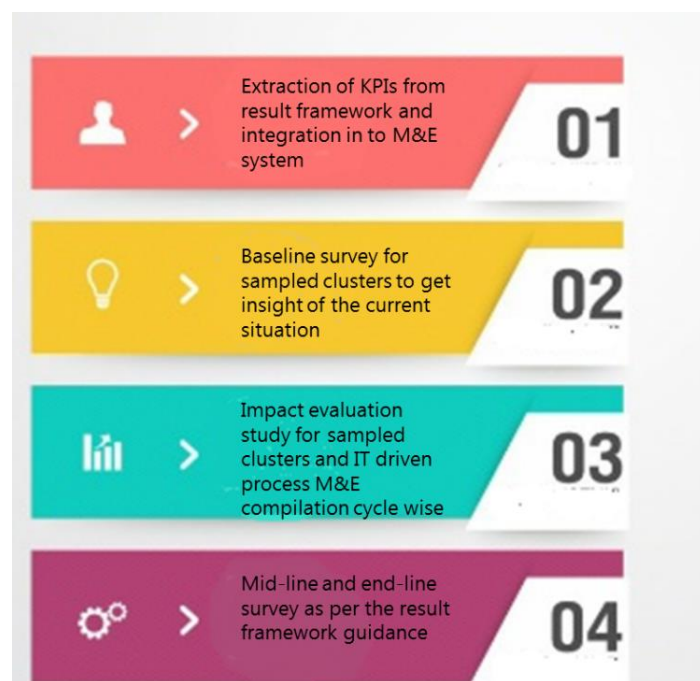 Extraction of KPIs from
result framework and
integration in to M&E
system
01
Baseline survey for
sampled clusters to get
insight of the current
situation
02
Impact evaluation
study for sampled
clusters and IT driven
process M&E
compilation cycle wise
03
Mid-line and end-line
survey as per the result
framework guidance
04